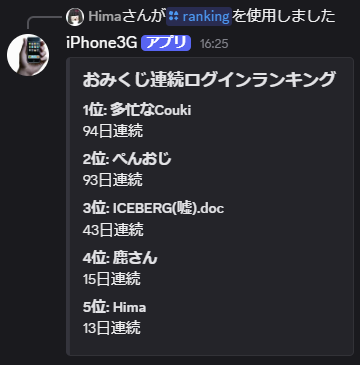 Himaさんが ranking を使用しました
iPhone3G アプリ 16:25
おみくじ連続ログインランキング
1位: 多忙なCouki
94日連続
2位: ぺんおじ
93日連続
3位: ICEBERG(嘘).doc
43日連続
4位: 鹿さん
15日連続
5位: Hima
13日連続